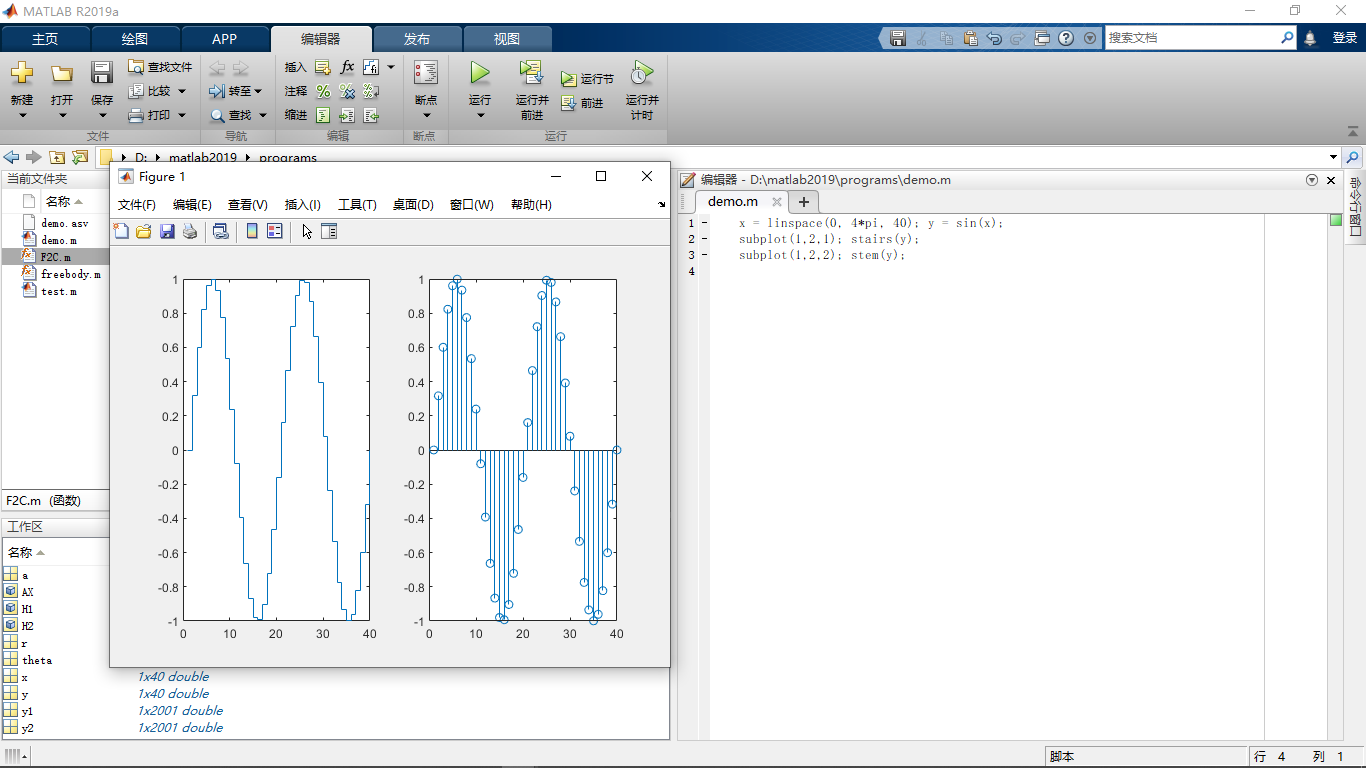 MATLAB R2019a
主页 绘图 APP 编辑器 发布 视图 搜索文档 登录
新建 打开 保存 查找文件 比较 打印 转至 查找 插入 fx 注释 缩进 断点 运行 运行并前进 运行节 前进 运行并计时
文件 导航 编辑 断点 运行
D: matlab2019 programs
当前文件夹
名称
demo.asv
demo.m
F2C.m
freebody.m
test.m
F2C.m (函数)
工作区
名称
a
AX
H1
H2
r
theta
x 1x40 double
y 1x40 double
y1 1x2001 double
y2 1x2001 double
Figure 1
文件(F) 编辑(E) 查看(V) 插入(I) 工具(T) 桌面(D) 窗口(W) 帮助(H)
1
0.8
0.6
0.4
0.2
0
-0.2
-0.4
-0.6
-0.8
-1
0 10 20 30 40
1
0.8
0.6
0.4
0.2
0
-0.2
-0.4
-0.6
-0.8
-1
0 10 20 30 40
编辑器 - D:\matlab2019\programs\demo.m
demo.m
1 - x = linspace(0, 4*pi, 40); y = sin(x);
2 - subplot(1,2,1); stairs(y);
3 - subplot(1,2,2); stem(y);
4
命令行窗口
脚本 行 4 列 1